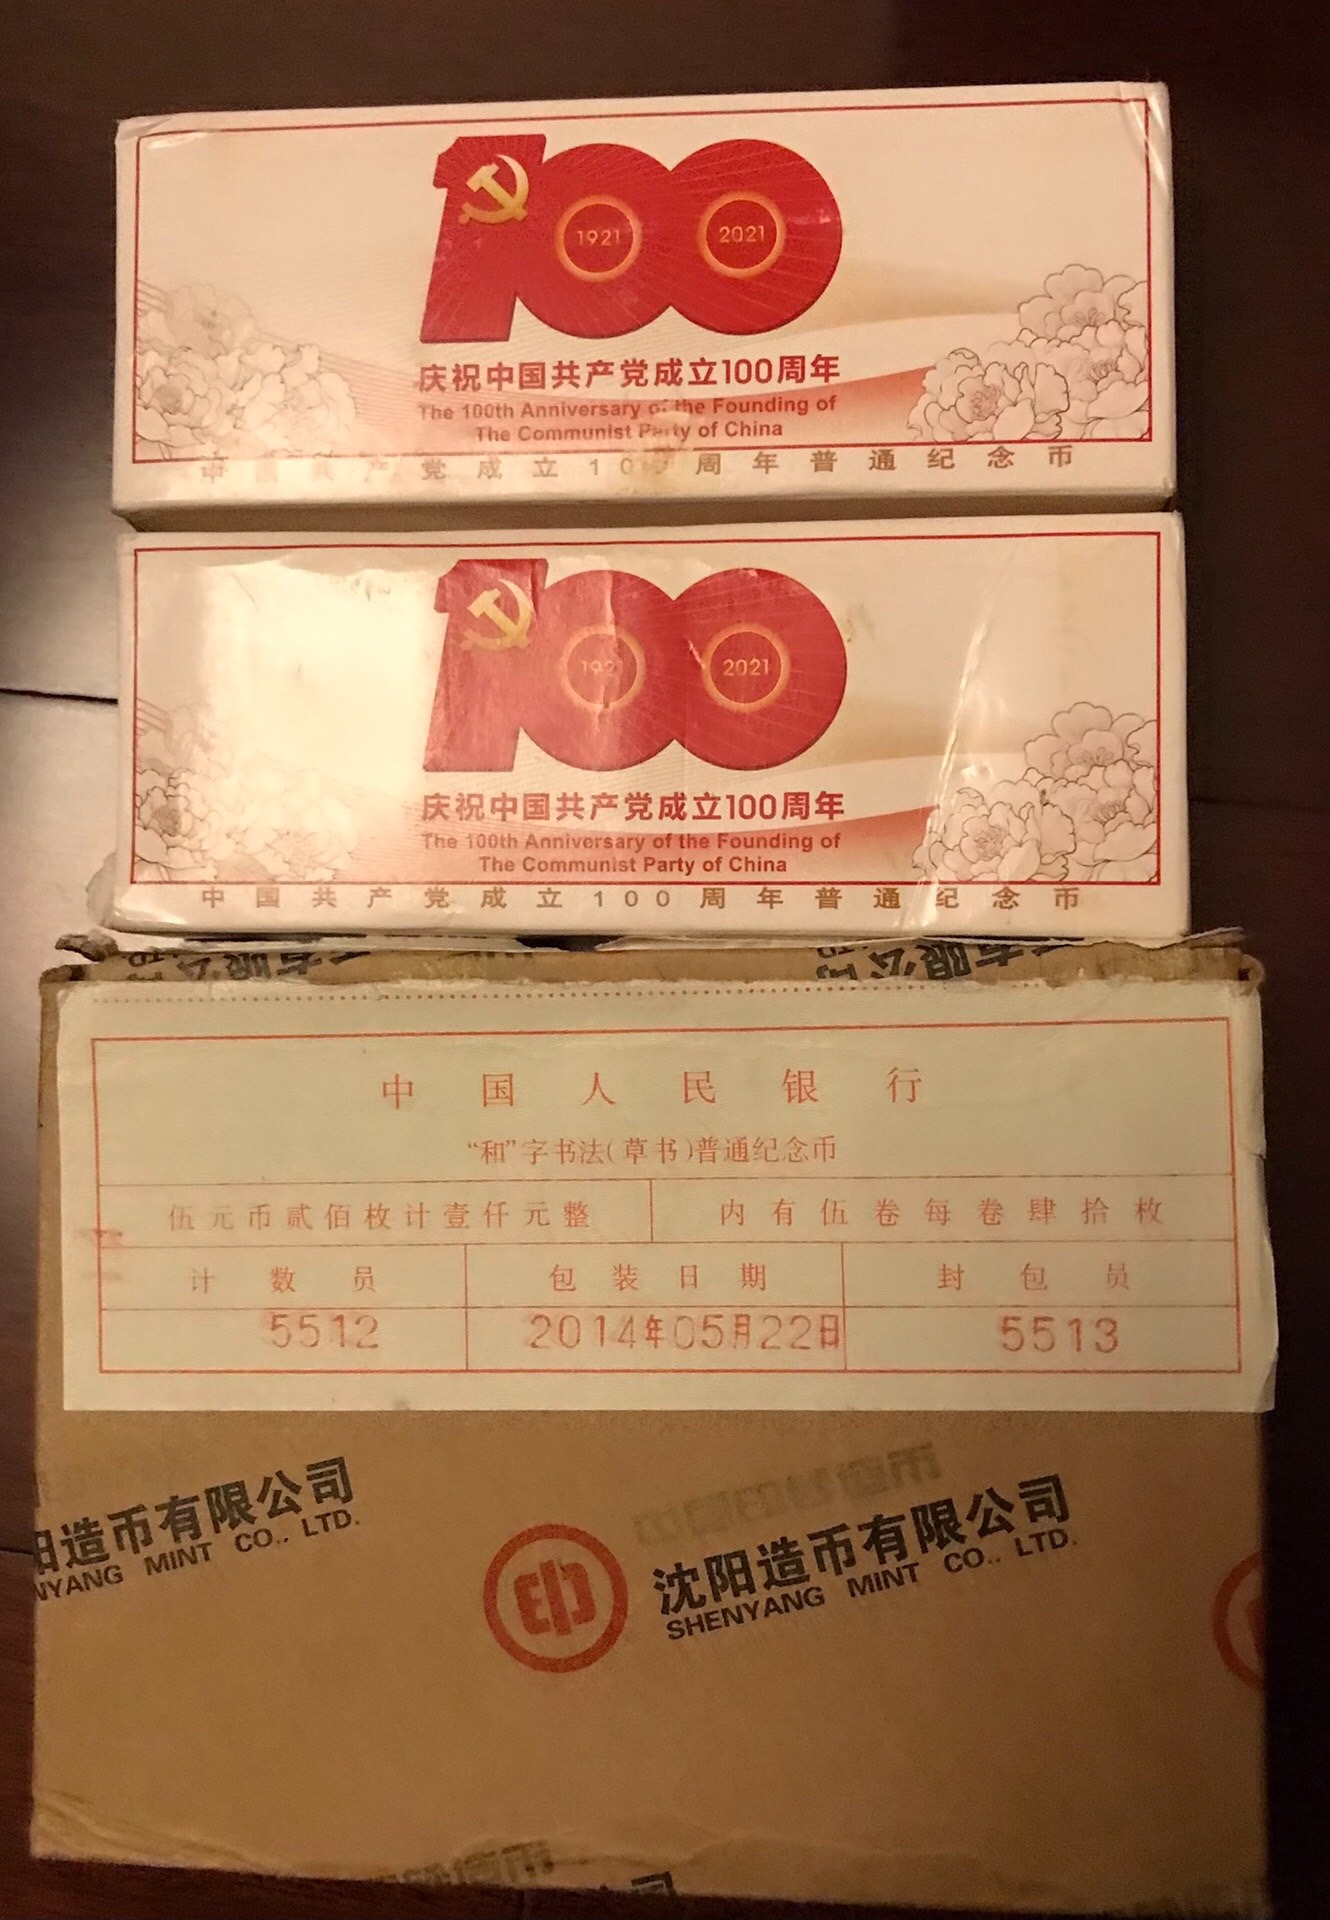 100
1921 2021
庆祝中国共产党成立100周年
The 100th Anniversary of the Founding of
The Communist Party of China
中国共产党成立100周年普通纪念币
100
1921 2021
庆祝中国共产党成立100周年
The 100th Anniversary of the Founding of
The Communist Party of China
中国共产党成立100周年普通纪念币
中国人民银行
“和”字书法(草书)普通纪念币
伍元币贰佰枚计壹仟元整 内有伍卷每卷肆拾枚
计数员 包装日期 封包员
5512 2014年05月22日 5513
阳造币有限公司
NYANG MINT CO., LTD.
沈阳造币有限公司
SHENYANG MINT CO., LTD.